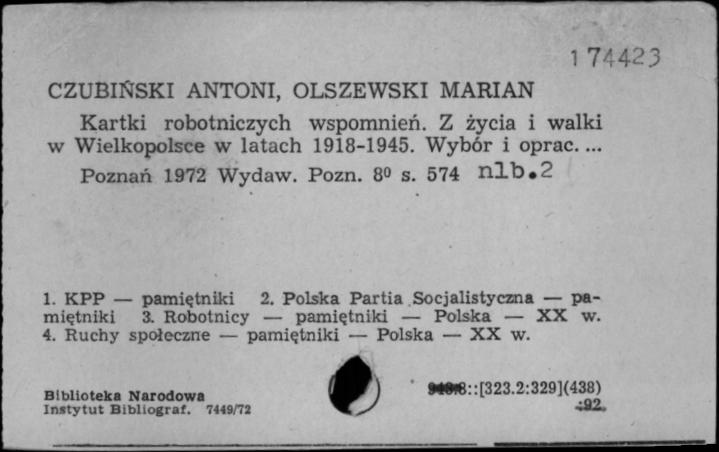 174423
CZUBIŃSKI ANTONI, OLSZEWSKI MARIAN
Kartki robotniczych wspomnień. Z życia i walki
w Wielkopolsce w latach 1918-1945. Wybór i oprac. ...
Poznań 1972 Wydaw. Pozn. 8⁰ s. 574 nlb.2
1. KPP — pamiętniki 2. Polska Partia Socjalistyczna — pa-
miętniki 3. Robotnicy — pamiętniki — Polska — XX w.
4. Ruchy społeczne — pamiętniki — Polska — XX w.
Biblioteka Narodowa
Instytut Bibliograf. 7449/72
::[323.2:329](438)
:92